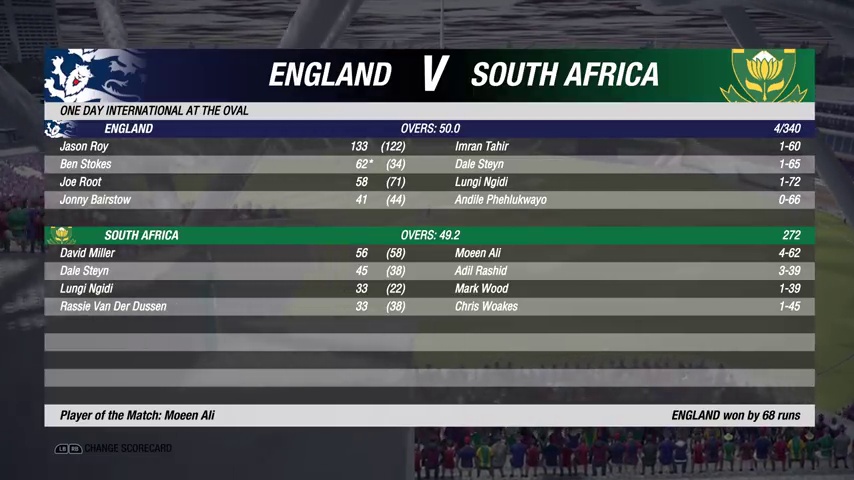 ENGLAND V SOUTH AFRICA
ONE DAY INTERNATIONAL AT THE OVAL
ENGLAND OVERS: 50.0 4/340
Jason Roy 133 (122) Imran Tahir 1-60
Ben Stokes 62* (34) Dale Steyn 1-65
Joe Root 58 (71) Lungi Ngidi 1-72
Jonny Bairstow 41 (44) Andile Phehlukwayo 0-66
SOUTH AFRICA OVERS: 49.2 272
David Miller 56 (58) Moeen Ali 4-62
Dale Steyn 45 (38) Adil Rashid 3-39
Lungi Ngidi 33 (22) Mark Wood 1-39
Rassie Van Der Dussen 33 (38) Chris Woakes 1-45
Player of the Match: Moeen Ali ENGLAND won by 68 runs
LB RB CHANGE SCORECARD